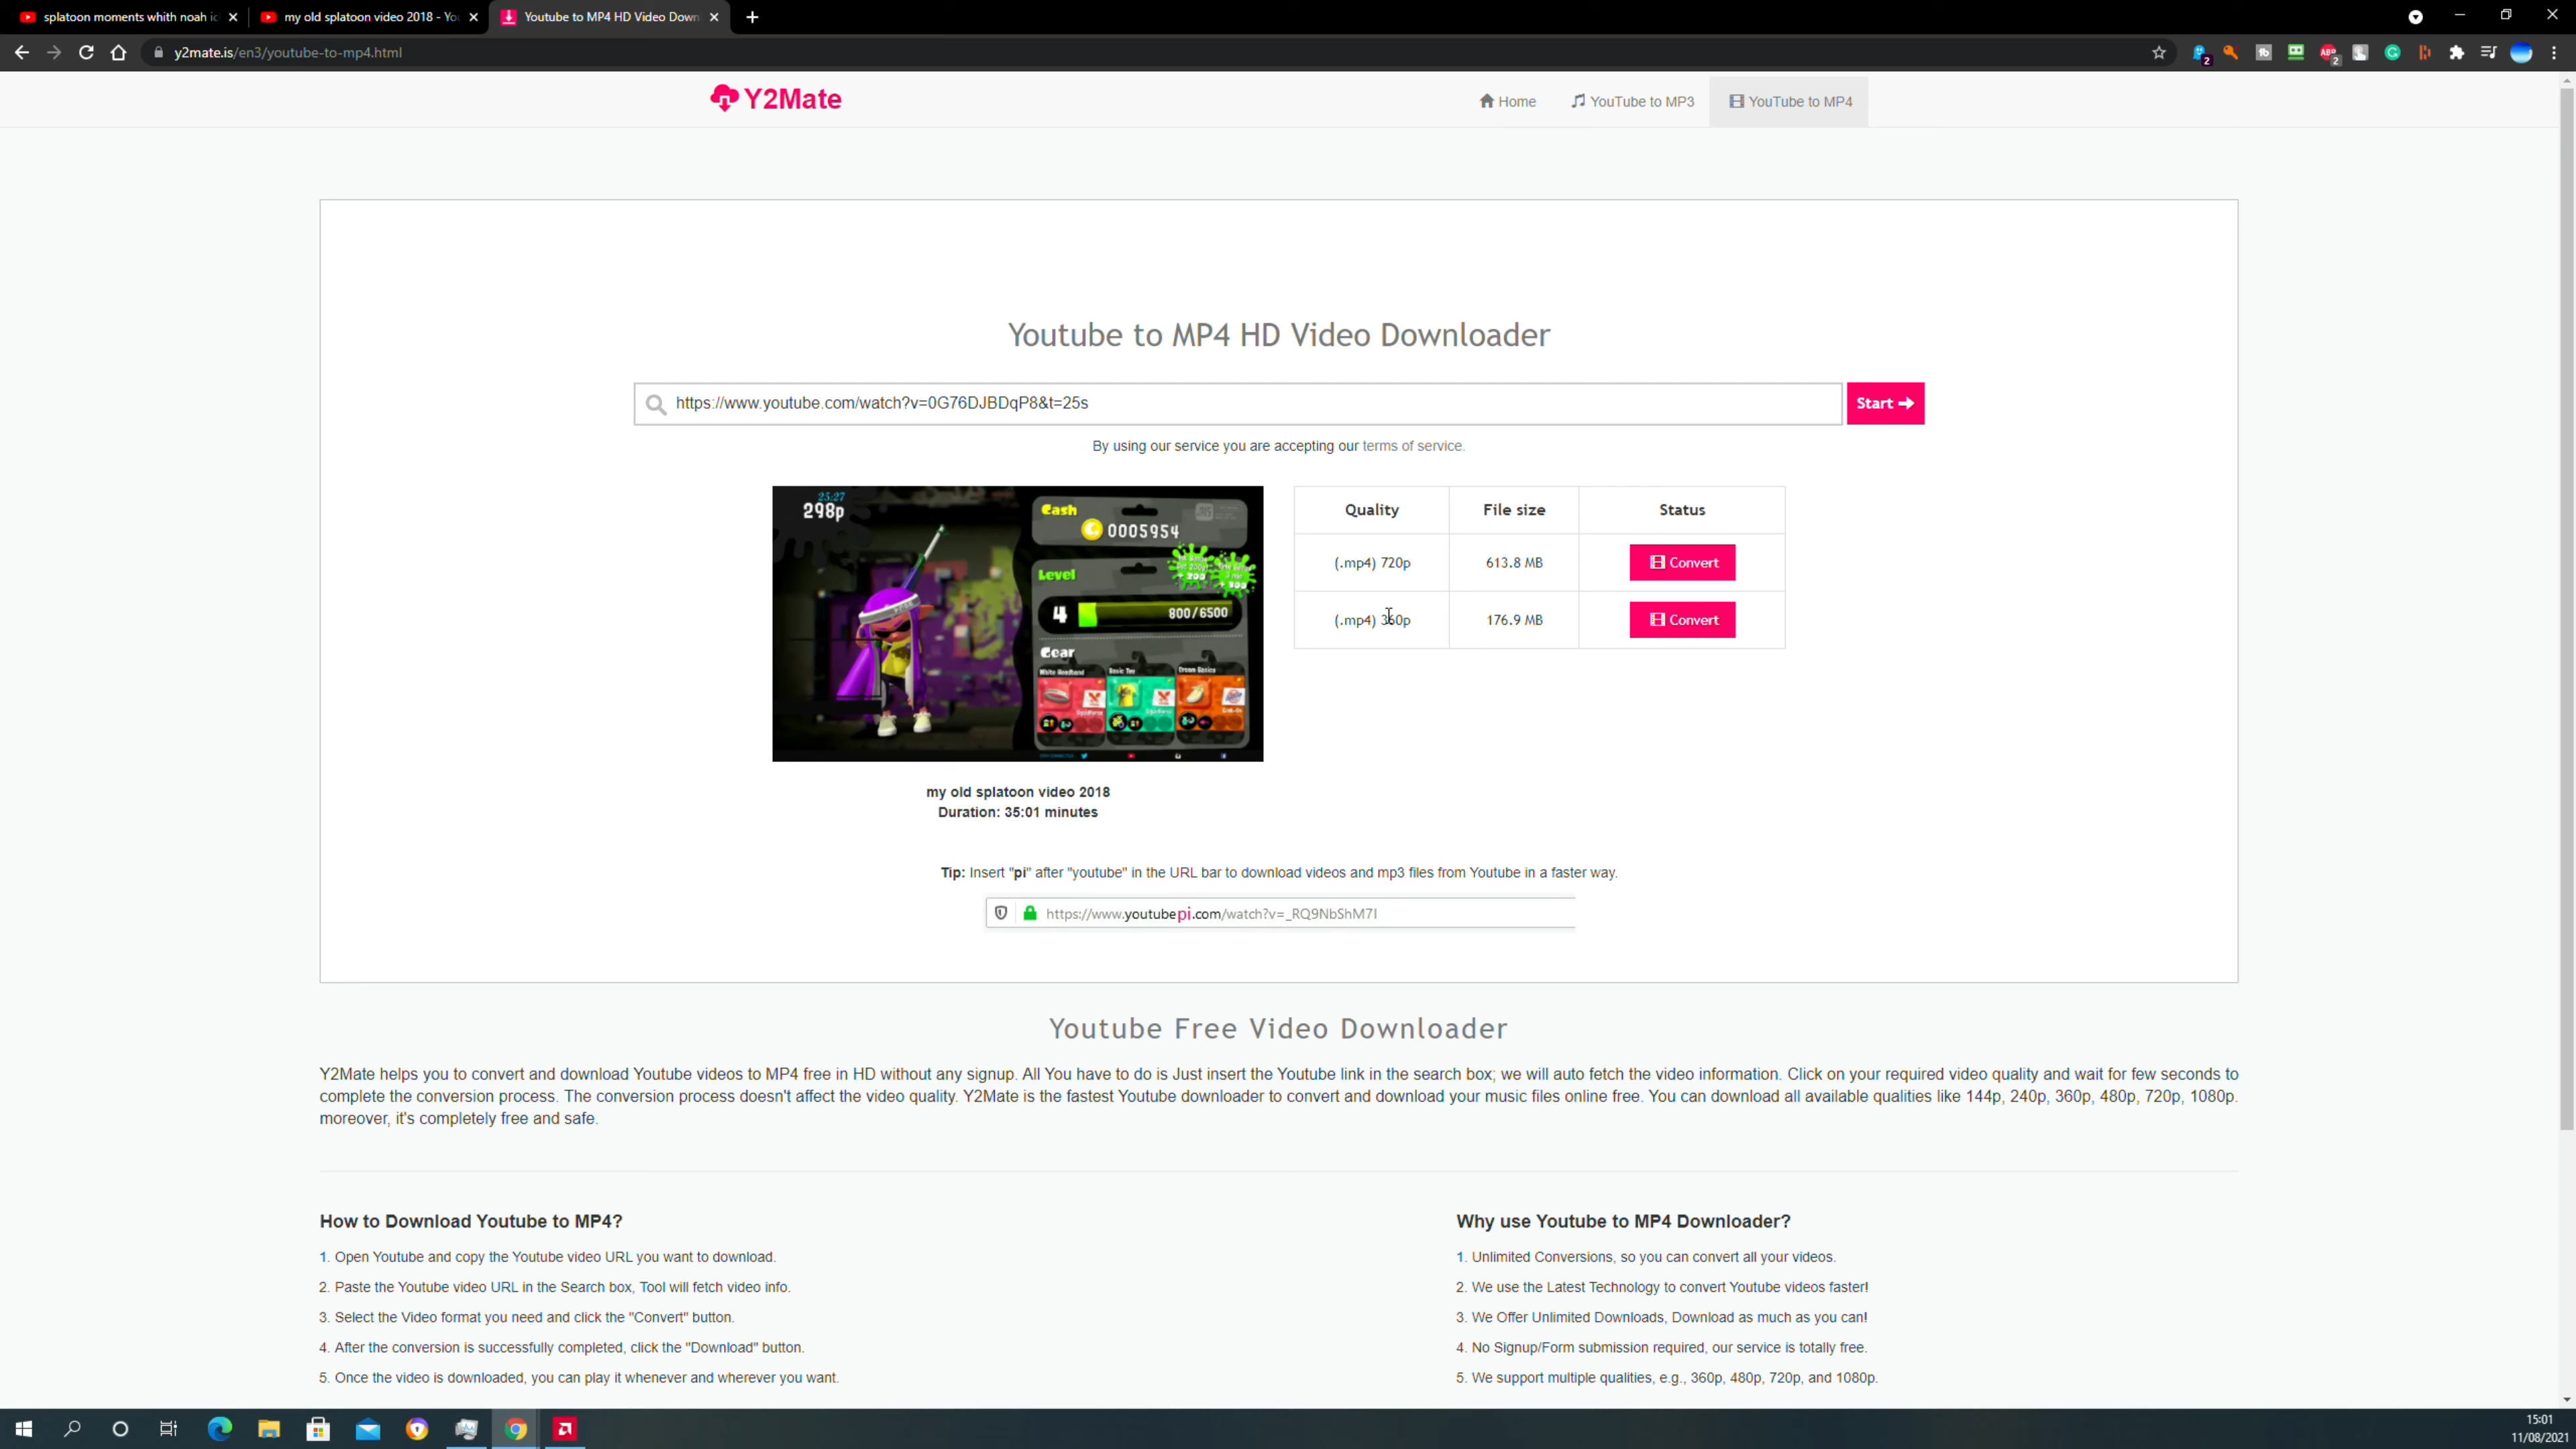 splatoon moments whith noah ic
my old splatoon video 2018 - Yo
Youtube to MP4 HD Video Down
y2mate.is/en3/youtube-to-mp4.html
Y2Mate
Home
YouTube to MP3
YouTube to MP4
Youtube to MP4 HD Video Downloader
https://www.youtube.com/watch?v=0G76DJBDqP8&t=25s
Start
By using our service you are accepting our terms of service.
25:27
298p
Cash
0005954
Level
4
800/6500
Gear
White Headband
Basic Tee
Cream Basics
Quality
File size
Status
(.mp4) 720p
613.8 MB
Convert
(.mp4) 360p
176.9 MB
Convert
my old splatoon video 2018
Duration: 35:01 minutes
Tip: Insert "pi" after "youtube" in the URL bar to download videos and mp3 files from Youtube in a faster way.
https://www.youtubepi.com/watch?v=_RQ9NbShM7I
Youtube Free Video Downloader
Y2Mate helps you to convert and download Youtube videos to MP4 free in HD without any signup. All You have to do is Just insert the Youtube link in the search box; we will auto fetch the video information. Click on your required video quality and wait for few seconds to
complete the conversion process. The conversion process doesn't affect the video quality. Y2Mate is the fastest Youtube downloader to convert and download your music files online free. You can download all available qualities like 144p, 240p, 360p, 480p, 720p, 1080p.
moreover, it's completely free and safe.
How to Download Youtube to MP4?
1. Open Youtube and copy the Youtube video URL you want to download.
2. Paste the Youtube video URL in the Search box, Tool will fetch video info.
3. Select the Video format you need and click the "Convert" button.
4. After the conversion is successfully completed, click the "Download" button.
5. Once the video is downloaded, you can play it whenever and wherever you want.
Why use Youtube to MP4 Downloader?
1. Unlimited Conversions, so you can convert all your videos.
2. We use the Latest Technology to convert Youtube videos faster!
3. We Offer Unlimited Downloads, Download as much as you can!
4. No Signup/Form submission required, our service is totally free.
5. We support multiple qualities, e.g., 360p, 480p, 720p, and 1080p.
15:01
11/08/2021